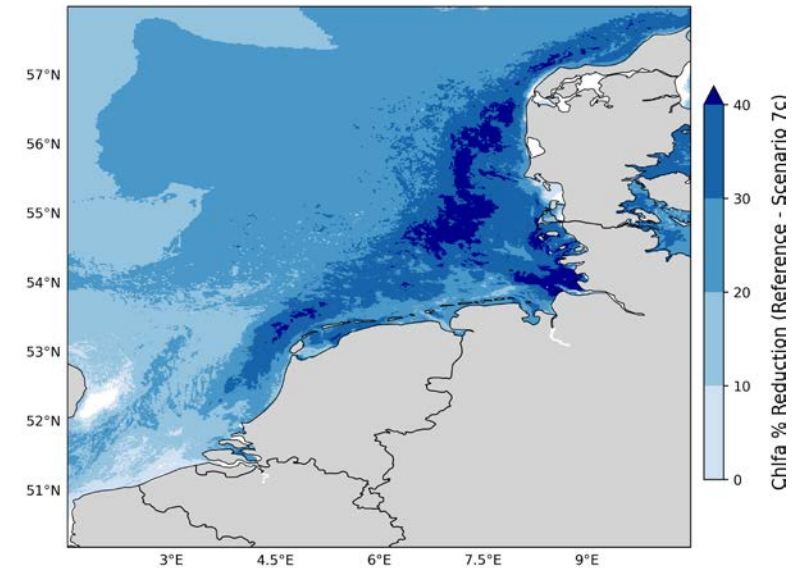 57°N
56°N
55°N
54°N
53°N
52°N
51°N
3°E 4.5°E 6°E 7.5°E 9°E
40
30
20
10
0
Chlfa % Reduction (Reference - Scenario 7c)